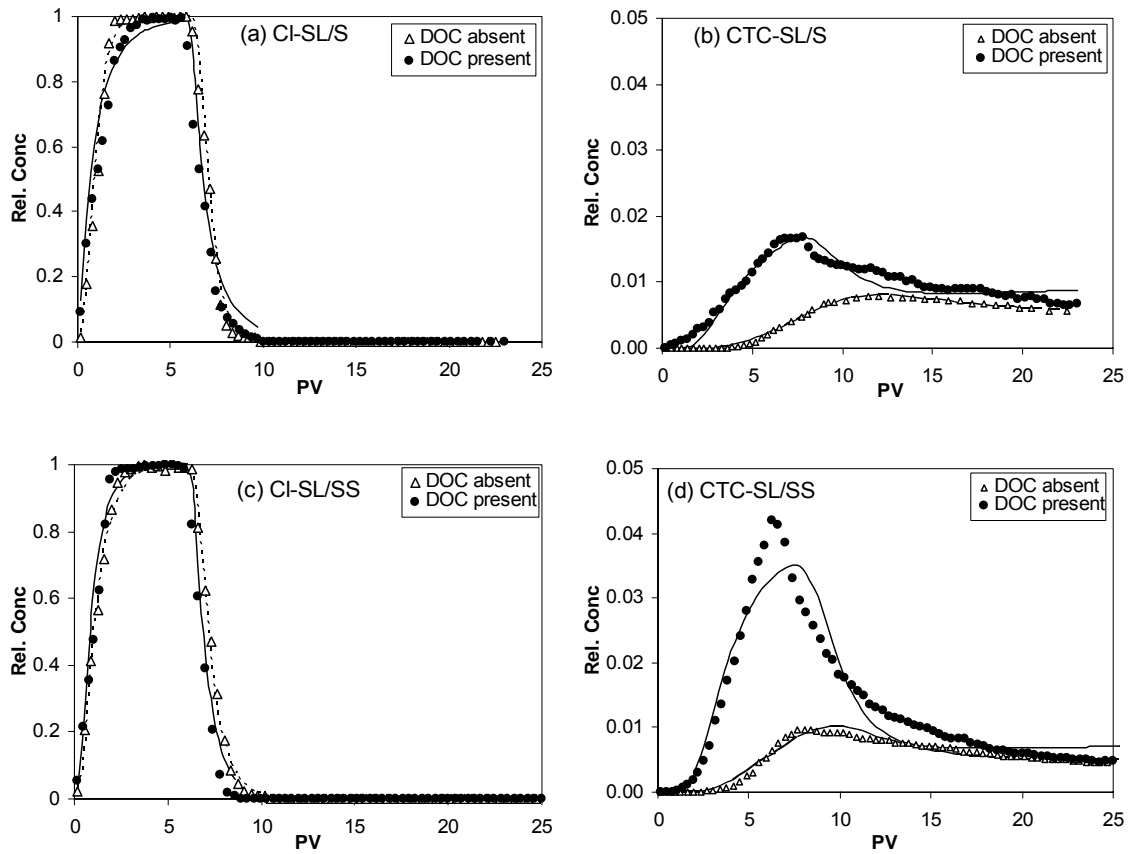 (a) Cl-SL/S
DOC absent
DOC present
Rel. Conc
1
0.8
0.6
0.4
0.2
0
0 5 10 15 20 25
PV
(b) CTC-SL/S
DOC absent
DOC present
Rel. Conc
0.05
0.04
0.03
0.02
0.01
0.00
0 5 10 15 20 25
PV
(c) Cl-SL/SS
DOC absent
DOC present
Rel. Conc
1
0.8
0.6
0.4
0.2
0
0 5 10 15 20 25
PV
(d) CTC-SL/SS
DOC absent
DOC present
Rel. Conc
0.05
0.04
0.03
0.02
0.01
0.00
0 5 10 15 20 25
PV